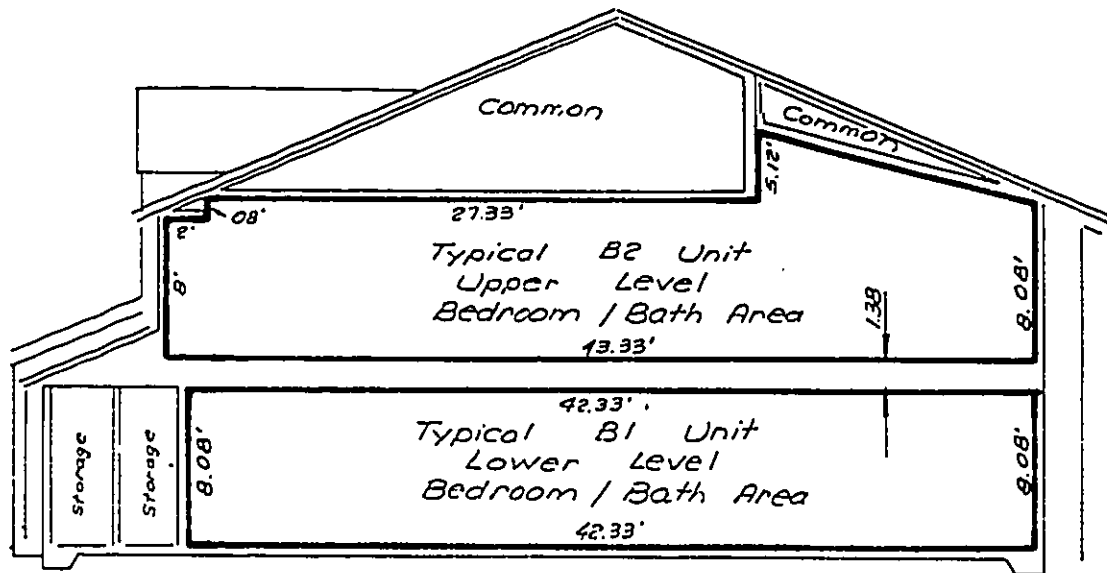 Common
Common
5.12'
27.33'
08'
2'
Typical B2 Unit
Upper Level
Bedroom / Bath Area
8'
8.08'
1.38
43.33'
42.33'
Typical B1 Unit
Lower Level
Bedroom / Bath Area
8.08'
8.08'
Storage
Storage
42.33'